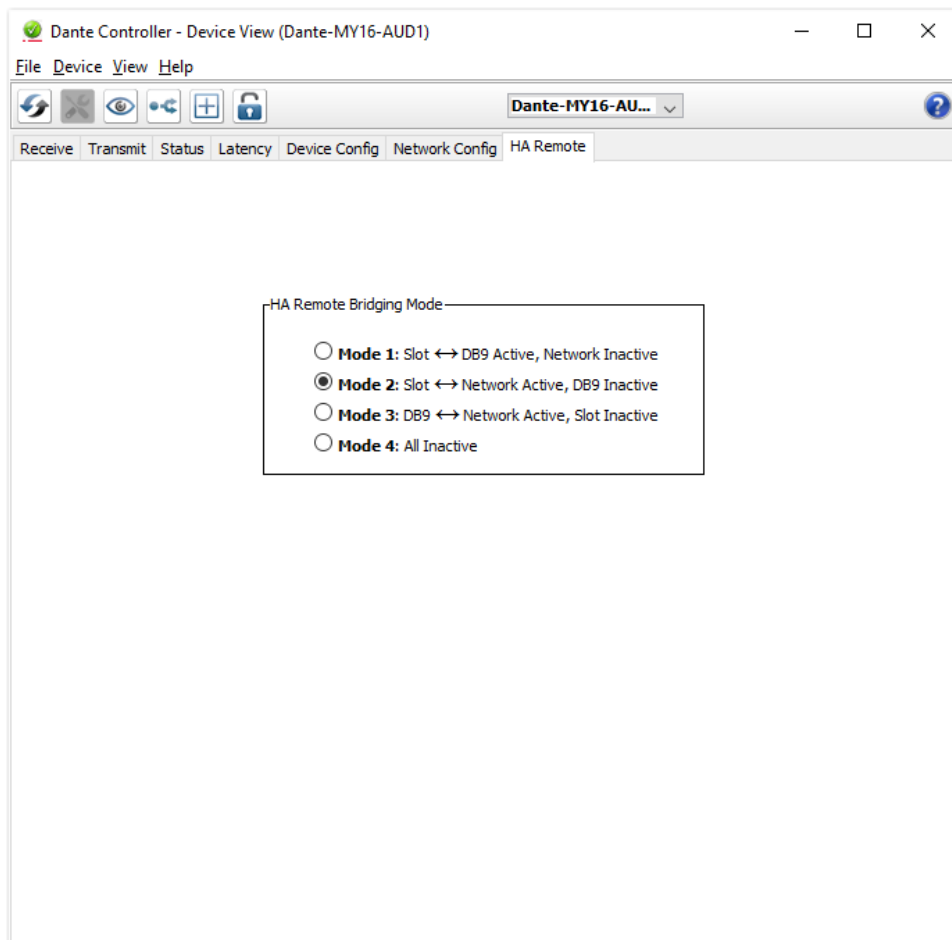 Dante Controller - Device View (Dante-MY16-AUD1)
File Device View Help
Dante-MY16-AU...
?
Receive Transmit Status Latency Device Config Network Config HA Remote
HA Remote Bridging Mode
Mode 1: Slot ↔ DB9 Active, Network Inactive
Mode 2: Slot ↔ Network Active, DB9 Inactive
Mode 3: DB9 ↔ Network Active, Slot Inactive
Mode 4: All Inactive